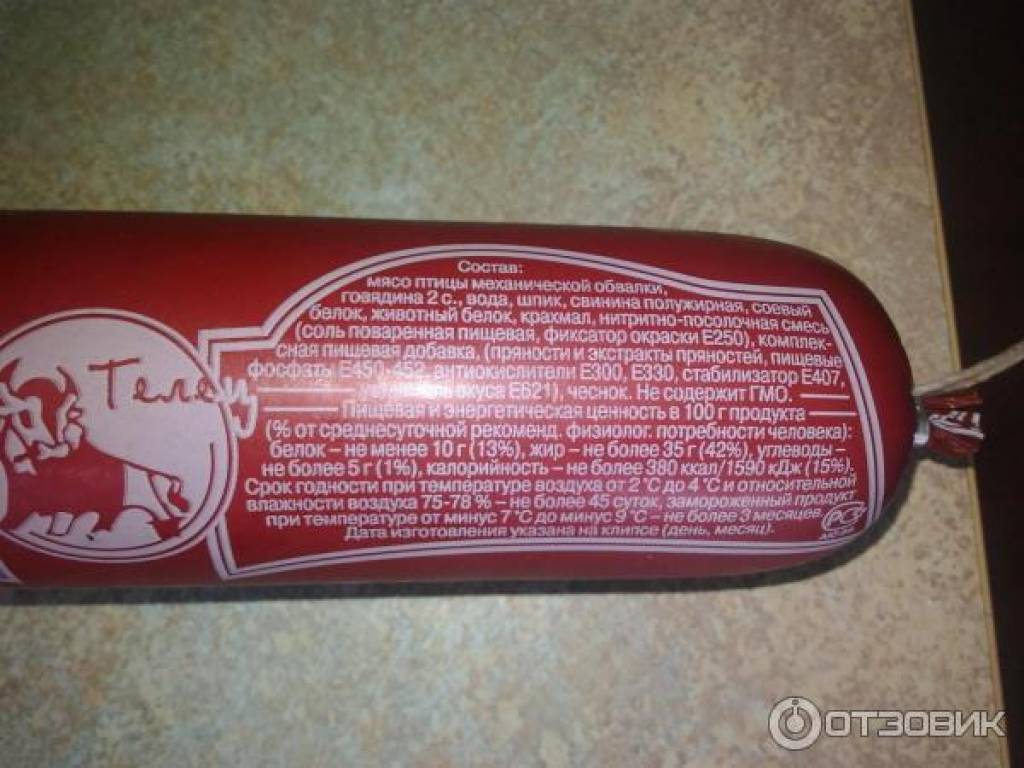 Телец
Состав:
мясо птицы механической обвалки,
говядина 2 с., вода, шпик, свинина полужирная, соевый
белок, животный белок, крахмал, нитритно-посолочная смесь
(соль поваренная пищевая, фиксатор окраски Е250), комплек-
сная пищевая добавка, (пряности и экстракты пряностей, пищевые
фосфаты Е450-452, антиокислители Е300, Е330, стабилизатор Е407,
вкуса Е621), чеснок. Не содержит ГМО.
Пищевая и энергетическая ценность в 100 г продукта
(% от среднесуточной рекоменд. физиолог. потребности человека):
белок – не менее 10 г (13%), жир – не более 35 г (42%), углеводы –
не более 5 г (1%), калорийность – не более 380 ккал/1590 кДж (15%).
Срок годности при температуре воздуха от 2°С до 4°С и относительной
влажности воздуха 75-78 % – не более 45 суток, замороженный продукт
при температуре от минус 7°С до минус 9°С – не более 3 месяцев.
Дата изготовления указана на клипсе (день, месяц).
РСТ
ОТЗОВИК